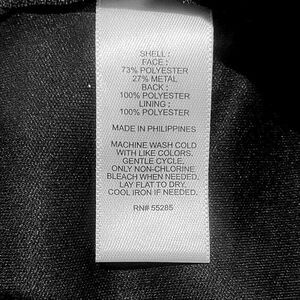 SHELL :
FACE :
73% POLYESTER
27% METAL
BACK :
100% POLYESTER
LINING :
100% POLYESTER
MADE IN PHILIPPINES
MACHINE WASH COLD
WITH LIKE COLORS.
GENTLE CYCLE.
ONLY NON-CHLORINE
BLEACH WHEN NEEDED.
LAY FLAT TO DRY.
COOL IRON IF NEEDED.
RN# 55285